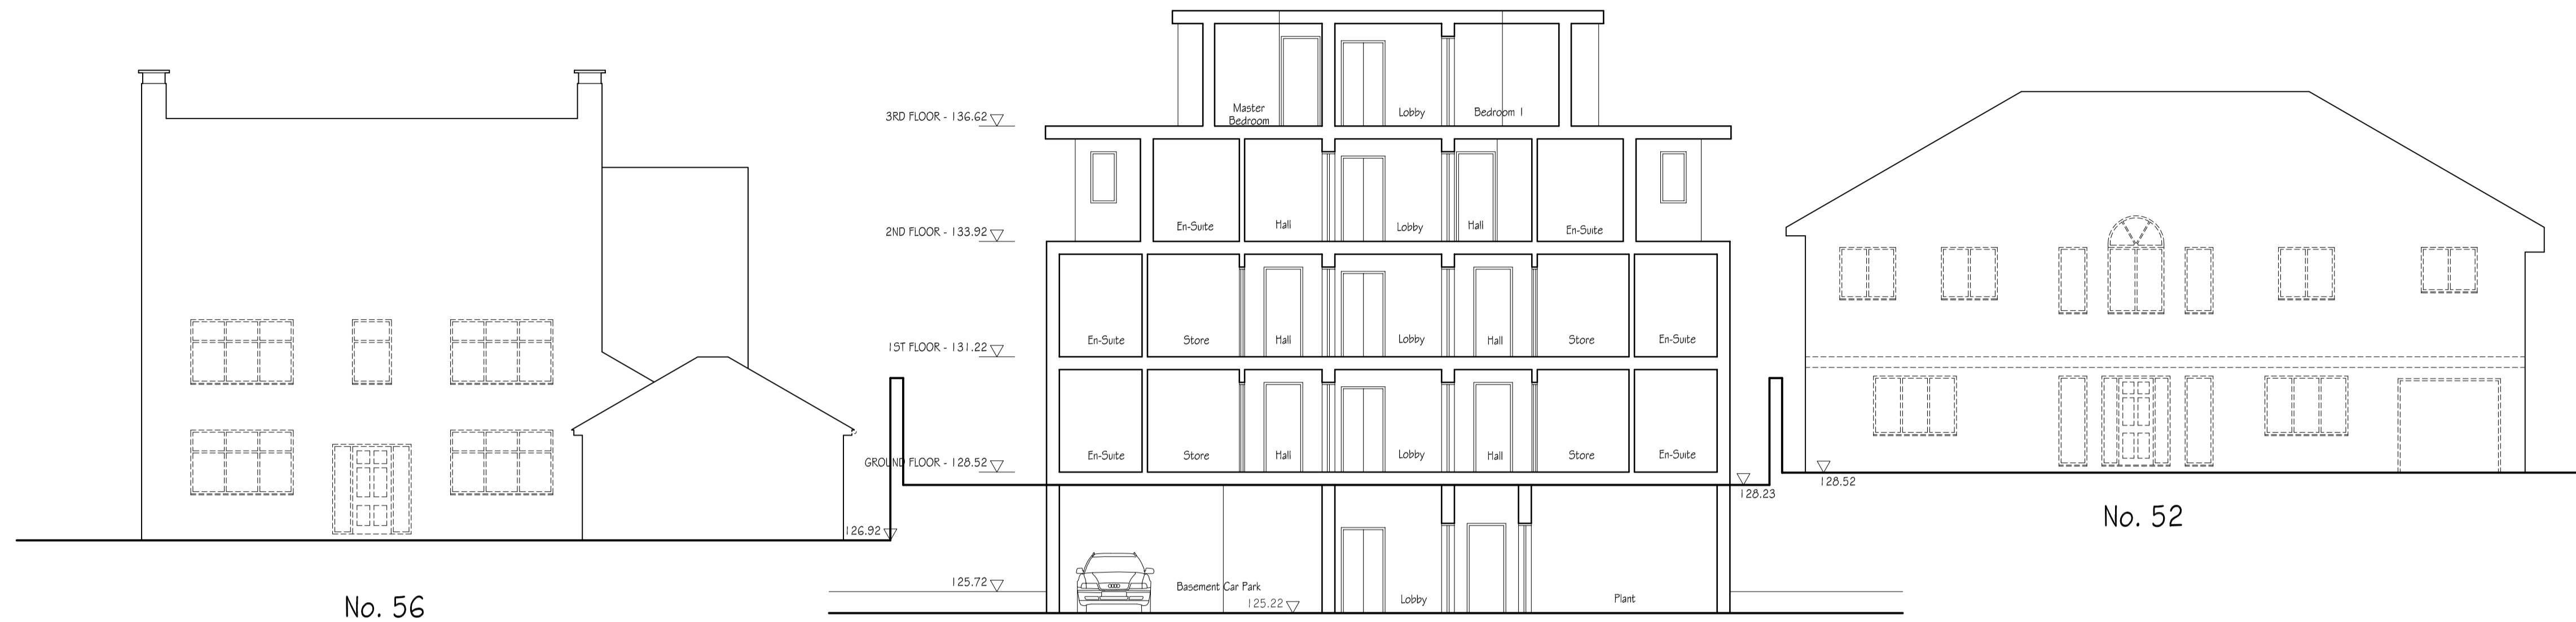 3RD FLOOR - 136.62
Master
Bedroom
Lobby
Bedroom 1
2ND FLOOR - 133.92
En-Suite
Hall
Lobby
Hall
En-Suite
1ST FLOOR - 131.22
En-Suite
Store
Hall
Lobby
Hall
Store
En-Suite
GROUND FLOOR - 128.52
En-Suite
Store
Hall
Lobby
Hall
Store
En-Suite
128.23
128.52
126.92
No. 52
125.72
Basement Car Park
125.22
Lobby
Plant
No. 56